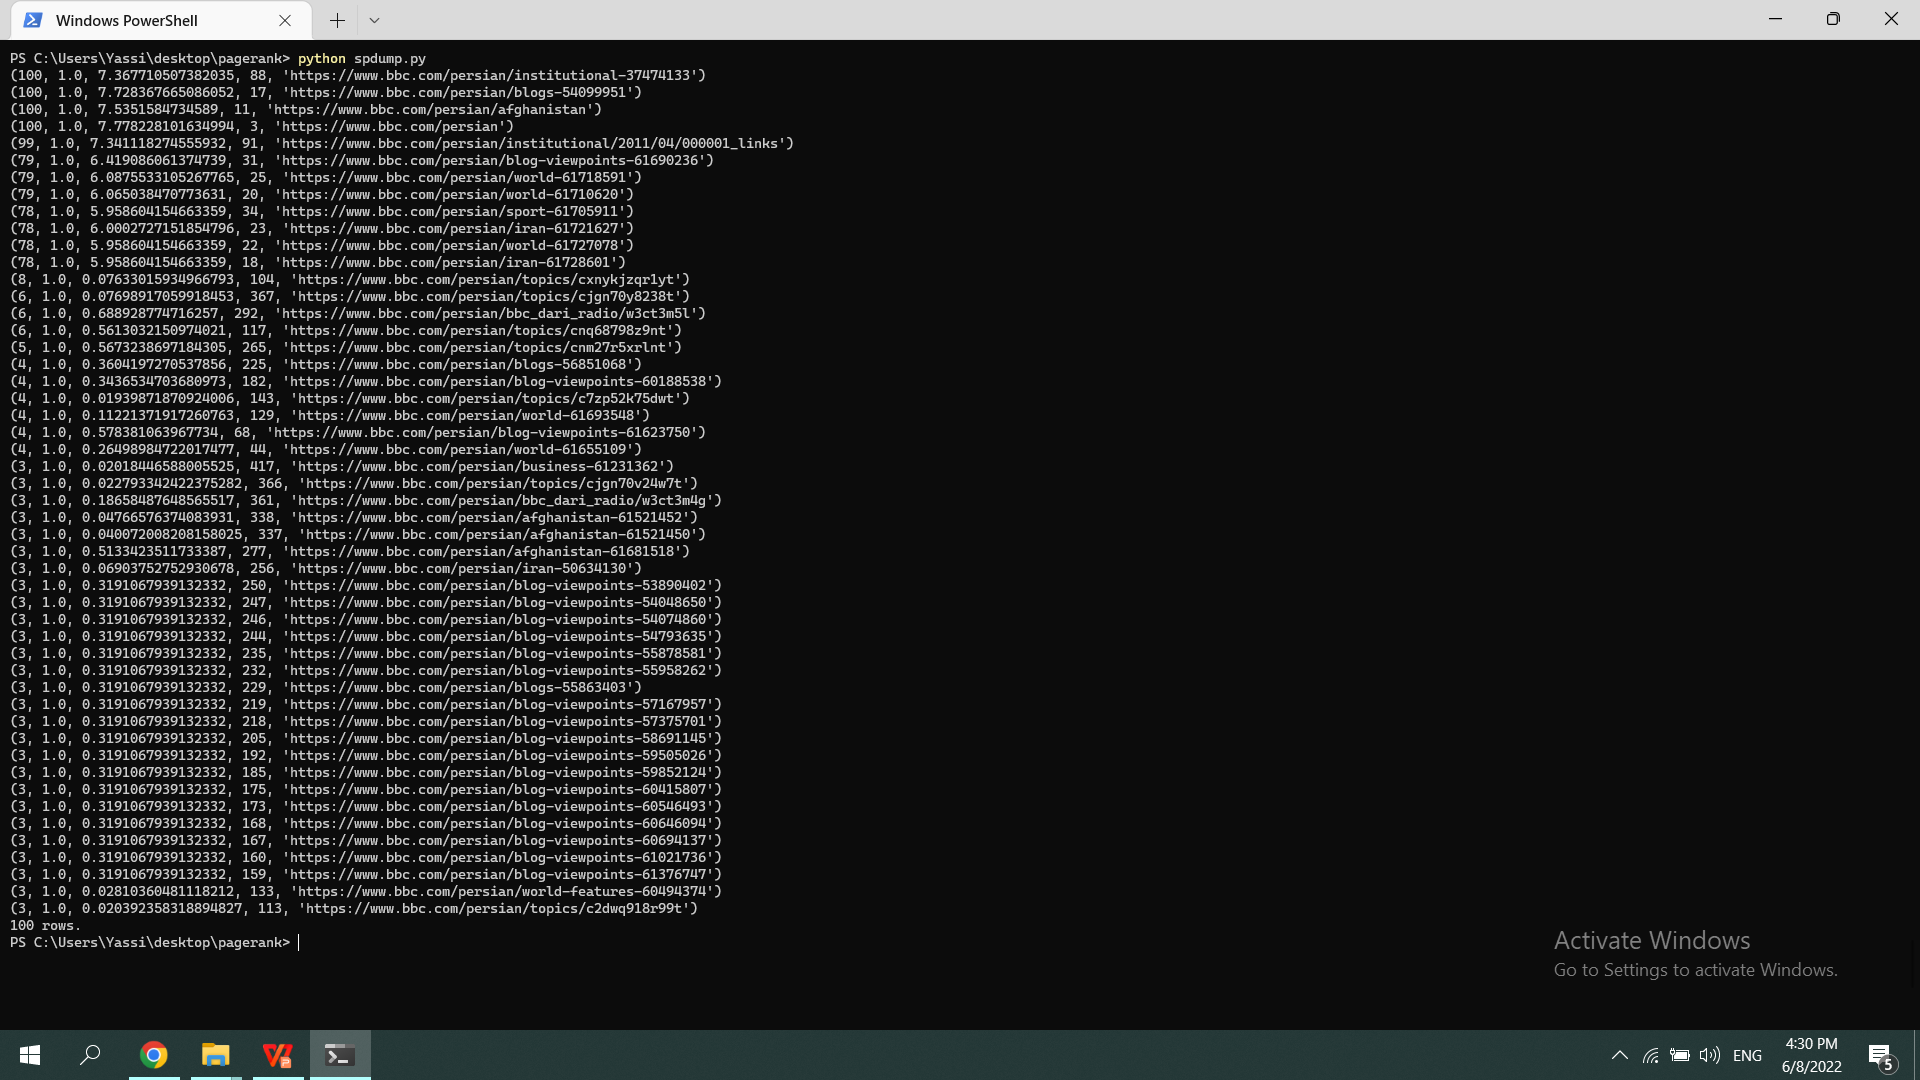 Windows PowerShell
PS C:\Users\Yassi\desktop\pagerank> python spdump.py
(100, 1.0, 7.367710507382035, 88, 'https://www.bbc.com/persian/institutional-37474133')
(100, 1.0, 7.728367665086052, 17, 'https://www.bbc.com/persian/blogs-54099951')
(100, 1.0, 7.5351584734589, 11, 'https://www.bbc.com/persian/afghanistan')
(100, 1.0, 7.778228101634994, 3, 'https://www.bbc.com/persian')
(99, 1.0, 7.341118274555932, 91, 'https://www.bbc.com/persian/institutional/2011/04/000001_links')
(79, 1.0, 6.419086061374739, 31, 'https://www.bbc.com/persian/blog-viewpoints-61690236')
(79, 1.0, 6.0875533105267765, 25, 'https://www.bbc.com/persian/world-61718591')
(79, 1.0, 6.065038470773631, 20, 'https://www.bbc.com/persian/world-61710620')
(78, 1.0, 5.958604154663359, 34, 'https://www.bbc.com/persian/sport-61705911')
(78, 1.0, 6.0002727151854796, 23, 'https://www.bbc.com/persian/iran-61721627')
(78, 1.0, 5.958604154663359, 22, 'https://www.bbc.com/persian/world-61727078')
(78, 1.0, 5.958604154663359, 18, 'https://www.bbc.com/persian/iran-61728601')
(8, 1.0, 0.07633015934966793, 104, 'https://www.bbc.com/persian/topics/cxnykjzqr1yt')
(6, 1.0, 0.07698917059918453, 367, 'https://www.bbc.com/persian/topics/cjgn70y8238t')
(6, 1.0, 0.688928774716257, 292, 'https://www.bbc.com/persian/bbc_dari_radio/w3ct3m5l')
(6, 1.0, 0.5613032150974021, 117, 'https://www.bbc.com/persian/topics/cnq68798z9nt')
(5, 1.0, 0.5673238697184305, 265, 'https://www.bbc.com/persian/topics/cnm27r5xrlnt')
(4, 1.0, 0.3604197270537856, 225, 'https://www.bbc.com/persian/blogs-56851068')
(4, 1.0, 0.3436534703680973, 182, 'https://www.bbc.com/persian/blog-viewpoints-60188538')
(4, 1.0, 0.01939871870924006, 143, 'https://www.bbc.com/persian/topics/c7zp52k75dwt')
(4, 1.0, 0.11221371917260763, 129, 'https://www.bbc.com/persian/world-61693548')
(4, 1.0, 0.578381063967734, 68, 'https://www.bbc.com/persian/blog-viewpoints-61623750')
(4, 1.0, 0.26498984722017477, 44, 'https://www.bbc.com/persian/world-61655109')
(3, 1.0, 0.02018446588005525, 417, 'https://www.bbc.com/persian/business-61231362')
(3, 1.0, 0.022793342422375282, 366, 'https://www.bbc.com/persian/topics/cjgn70v24w7t')
(3, 1.0, 0.18658487648565517, 361, 'https://www.bbc.com/persian/bbc_dari_radio/w3ct3m4g')
(3, 1.0, 0.04766576374083931, 338, 'https://www.bbc.com/persian/afghanistan-61521452')
(3, 1.0, 0.040072008208158025, 337, 'https://www.bbc.com/persian/afghanistan-61521450')
(3, 1.0, 0.5133423511733387, 277, 'https://www.bbc.com/persian/afghanistan-61681518')
(3, 1.0, 0.06903752752930678, 256, 'https://www.bbc.com/persian/iran-50634130')
(3, 1.0, 0.3191067939132332, 250, 'https://www.bbc.com/persian/blog-viewpoints-53890402')
(3, 1.0, 0.3191067939132332, 247, 'https://www.bbc.com/persian/blog-viewpoints-54048650')
(3, 1.0, 0.3191067939132332, 246, 'https://www.bbc.com/persian/blog-viewpoints-54074860')
(3, 1.0, 0.3191067939132332, 244, 'https://www.bbc.com/persian/blog-viewpoints-54793635')
(3, 1.0, 0.3191067939132332, 235, 'https://www.bbc.com/persian/blog-viewpoints-55878581')
(3, 1.0, 0.3191067939132332, 232, 'https://www.bbc.com/persian/blog-viewpoints-55958262')
(3, 1.0, 0.3191067939132332, 229, 'https://www.bbc.com/persian/blogs-55863403')
(3, 1.0, 0.3191067939132332, 219, 'https://www.bbc.com/persian/blog-viewpoints-57167957')
(3, 1.0, 0.3191067939132332, 218, 'https://www.bbc.com/persian/blog-viewpoints-57375701')
(3, 1.0, 0.3191067939132332, 205, 'https://www.bbc.com/persian/blog-viewpoints-58691145')
(3, 1.0, 0.3191067939132332, 192, 'https://www.bbc.com/persian/blog-viewpoints-59505026')
(3, 1.0, 0.3191067939132332, 185, 'https://www.bbc.com/persian/blog-viewpoints-59852124')
(3, 1.0, 0.3191067939132332, 175, 'https://www.bbc.com/persian/blog-viewpoints-60415807')
(3, 1.0, 0.3191067939132332, 173, 'https://www.bbc.com/persian/blog-viewpoints-60546493')
(3, 1.0, 0.3191067939132332, 168, 'https://www.bbc.com/persian/blog-viewpoints-60646094')
(3, 1.0, 0.3191067939132332, 167, 'https://www.bbc.com/persian/blog-viewpoints-60694137')
(3, 1.0, 0.3191067939132332, 160, 'https://www.bbc.com/persian/blog-viewpoints-61021736')
(3, 1.0, 0.3191067939132332, 159, 'https://www.bbc.com/persian/blog-viewpoints-61376747')
(3, 1.0, 0.02810360481118212, 133, 'https://www.bbc.com/persian/world-features-60494374')
(3, 1.0, 0.020392358318894827, 113, 'https://www.bbc.com/persian/topics/c2dwq918r99t')
100 rows.
PS C:\Users\Yassi\desktop\pagerank>
Activate Windows
Go to Settings to activate Windows.
ENG
4:30 PM
6/8/2022
5